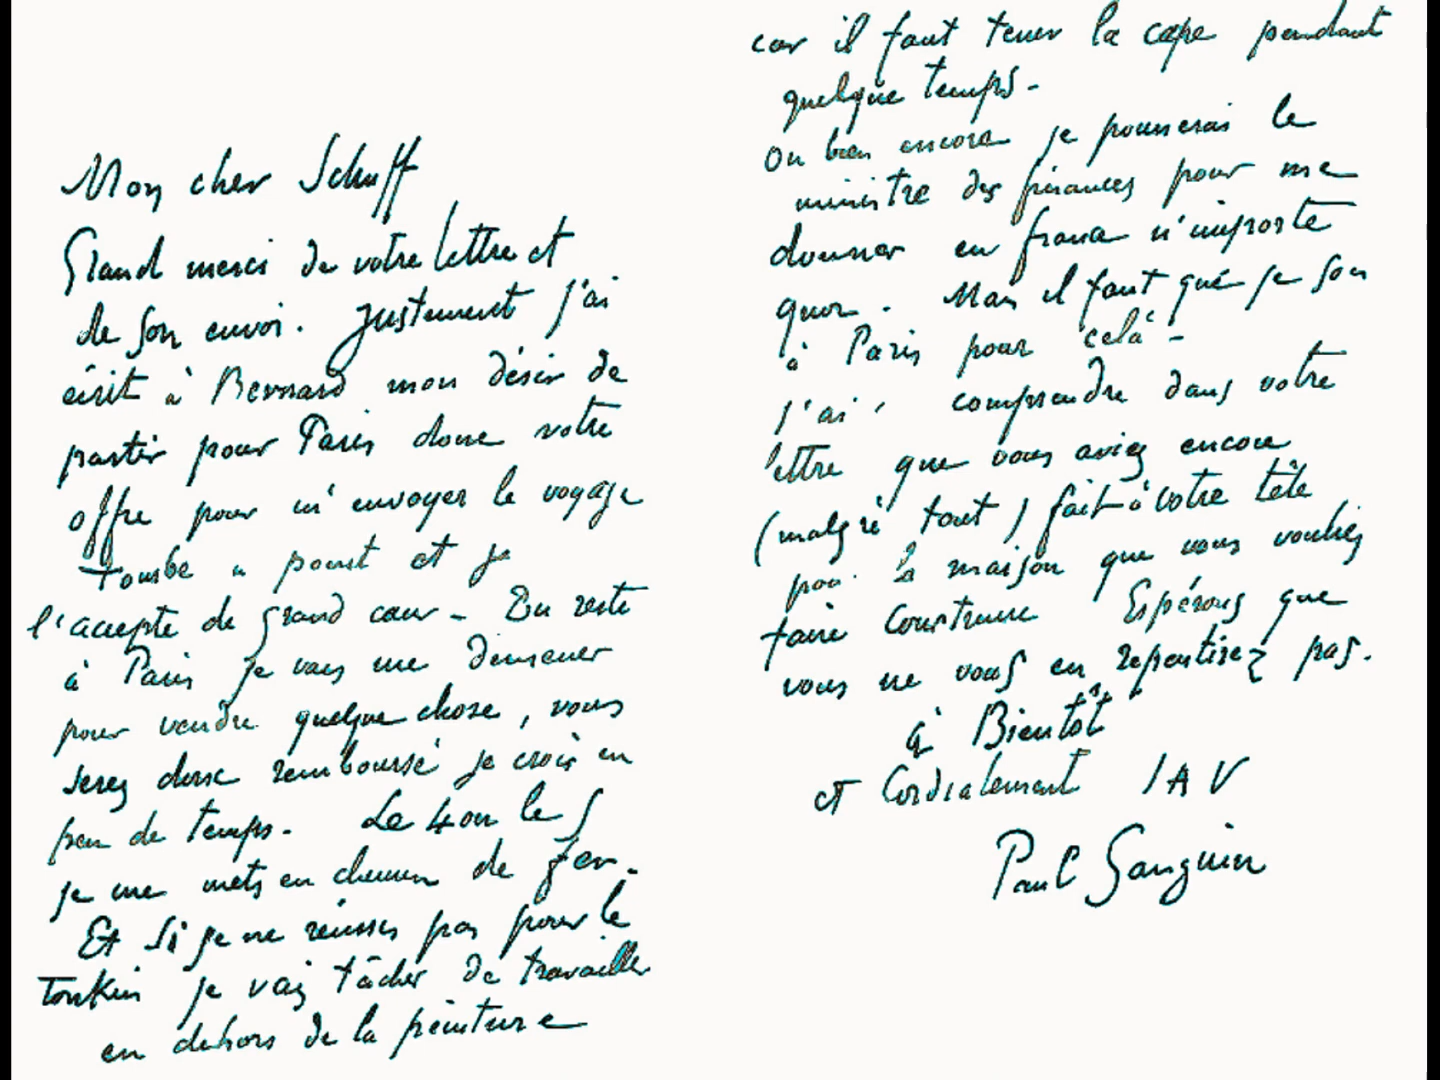 Mon cher Schuff
Grand merci de votre lettre et
de son envoi. Justement j'ai
écrit à Bernard mon désir de
partir pour Paris donc votre
offre pour m'envoyer le voyage
tombe a point et je
l'accepte de grand cœur - Du reste
à Paris je vais me démener
pour vendre quelque chose, vous
serez donc remboursé je crois en
peu de temps. Le 4 ou le 5
je me mets en chemin de fer.
Et si je ne réussis pas pour le
Tonkin je vais tâcher de travailler
en dehors de la peinture
car il faut tenir la cape pendant
quelque temps -
Ou bien encore je pourrais le
ministre des finances pour me
donner en france n'importe
quoi. Mais il faut que je sois
à Paris pour celà -
J'ai comprendre dans votre
lettre que vous aviez encore
(malgré tout) fait à votre tête
pour la maison que vous vouliez
faire construire Espérons que
vous ne vous en repentirez pas.
à Bientôt
et Cordialement
Paul